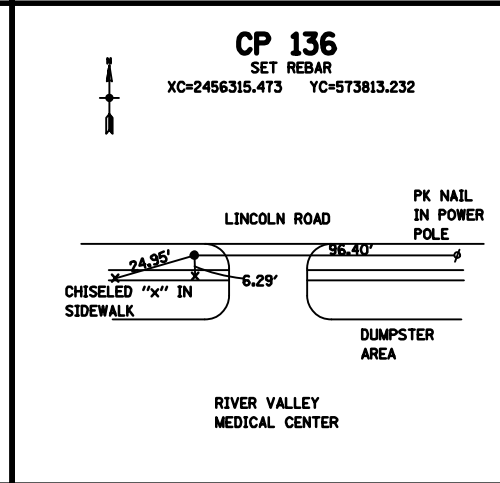 CP 136
SET REBAR
XC=2456315.473 YC=573813.232
N
PK NAIL
IN POWER
POLE
LINCOLN ROAD
96.40'
24.95'
6.29'
CHISELED "x" IN
SIDEWALK
DUMPSTER
AREA
RIVER VALLEY
MEDICAL CENTER